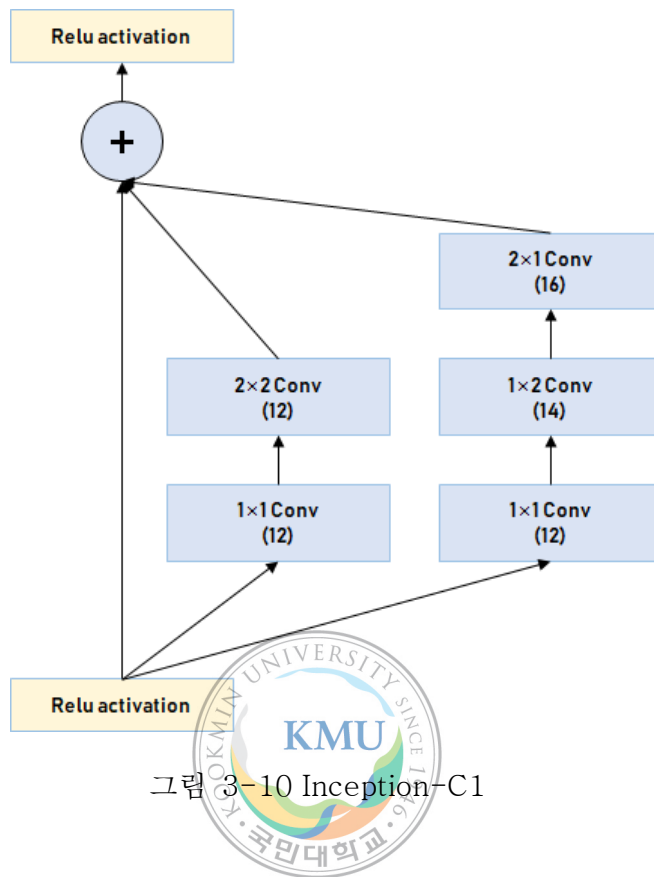 Relu activation
+
2×1 Conv
(16)
2×2 Conv
(12)
1×2 Conv
(14)
1×1 Conv
(12)
1×1 Conv
(12)
Relu activation
KOOKMIN UNIVERSITY SINCE 1946
KMU
그림 3-10 Inception-C1
국민대학교